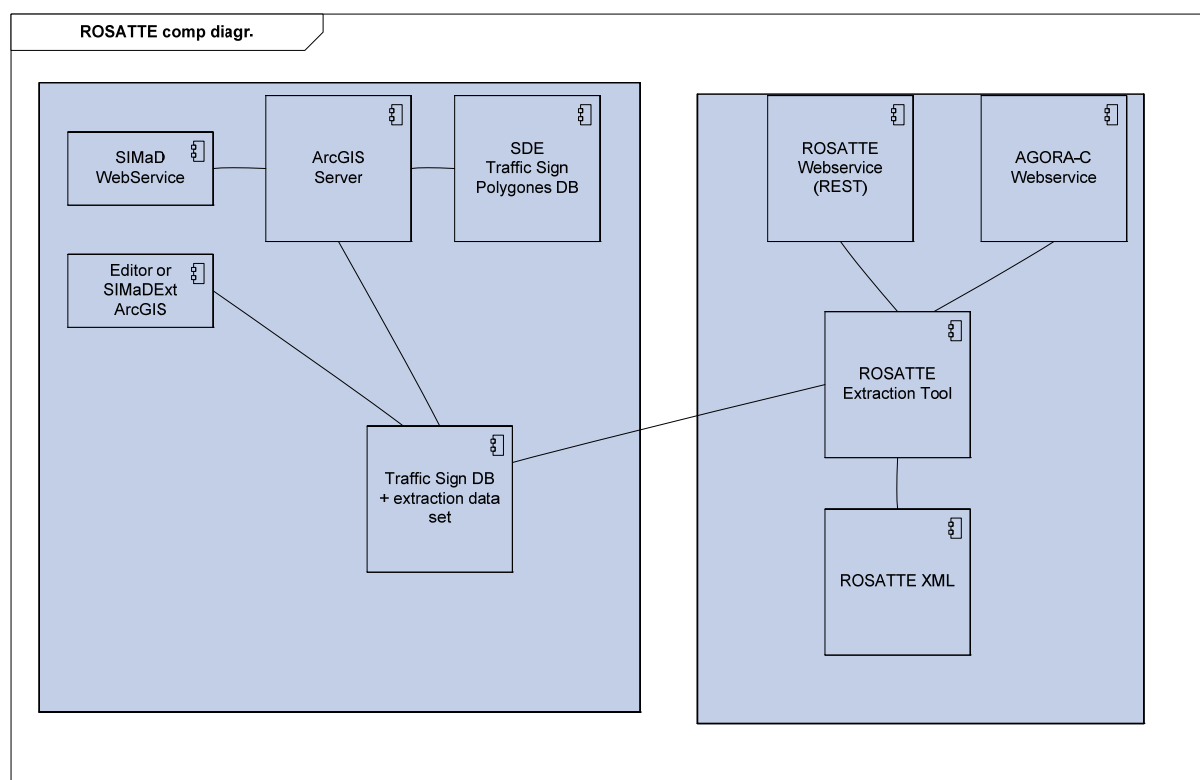 ROSATTE comp diagr.
SIMaD
WebService
ArcGIS
Server
SDE
Traffic Sign
Polygones DB
ROSATTE
Webservice
(REST)
AGORA-C
Webservice
Editor or
SIMaDExt
ArcGIS
ROSATTE
Extraction Tool
Traffic Sign DB
+ extraction data
set
ROSATTE XML